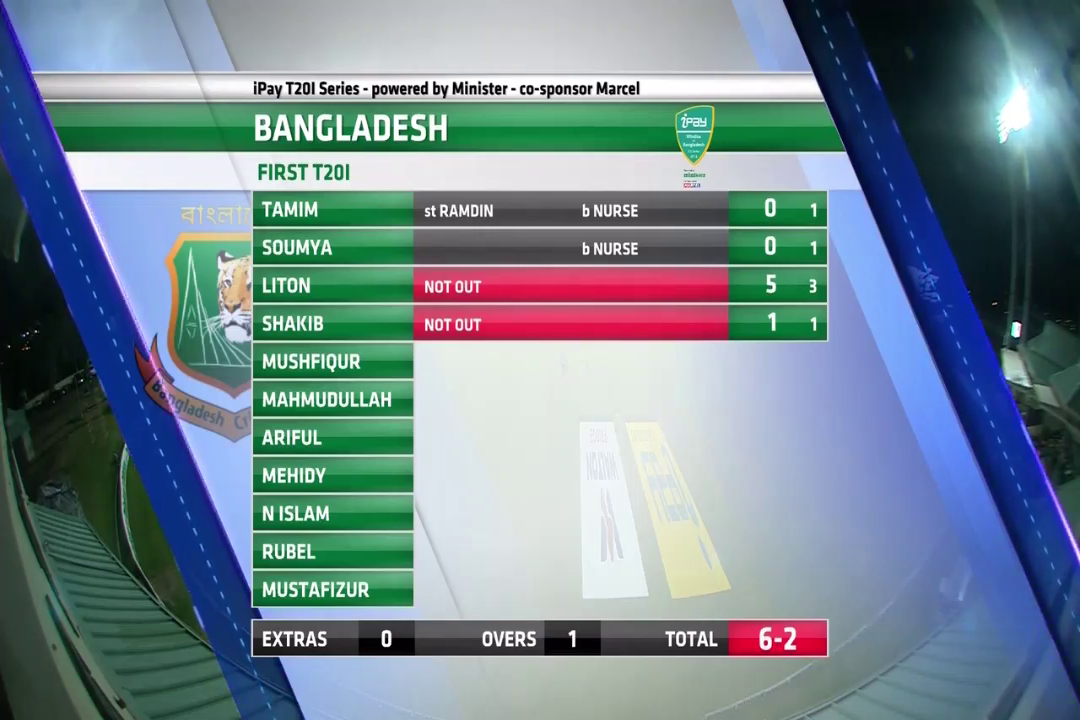 iPay T20I Series - powered by Minister - co-sponsor Marcel
BANGLADESH
iPay
FIRST T20I
TAMIM st RAMDIN b NURSE 0 1
SOUMYA b NURSE 0 1
LITON NOT OUT 5 3
SHAKIB NOT OUT 1 1
MUSHFIQUR
MAHMUDULLAH
ARIFUL
MEHIDY
N ISLAM
RUBEL
MUSTAFIZUR
EXTRAS 0 OVERS 1 TOTAL 6-2
Bangladesh